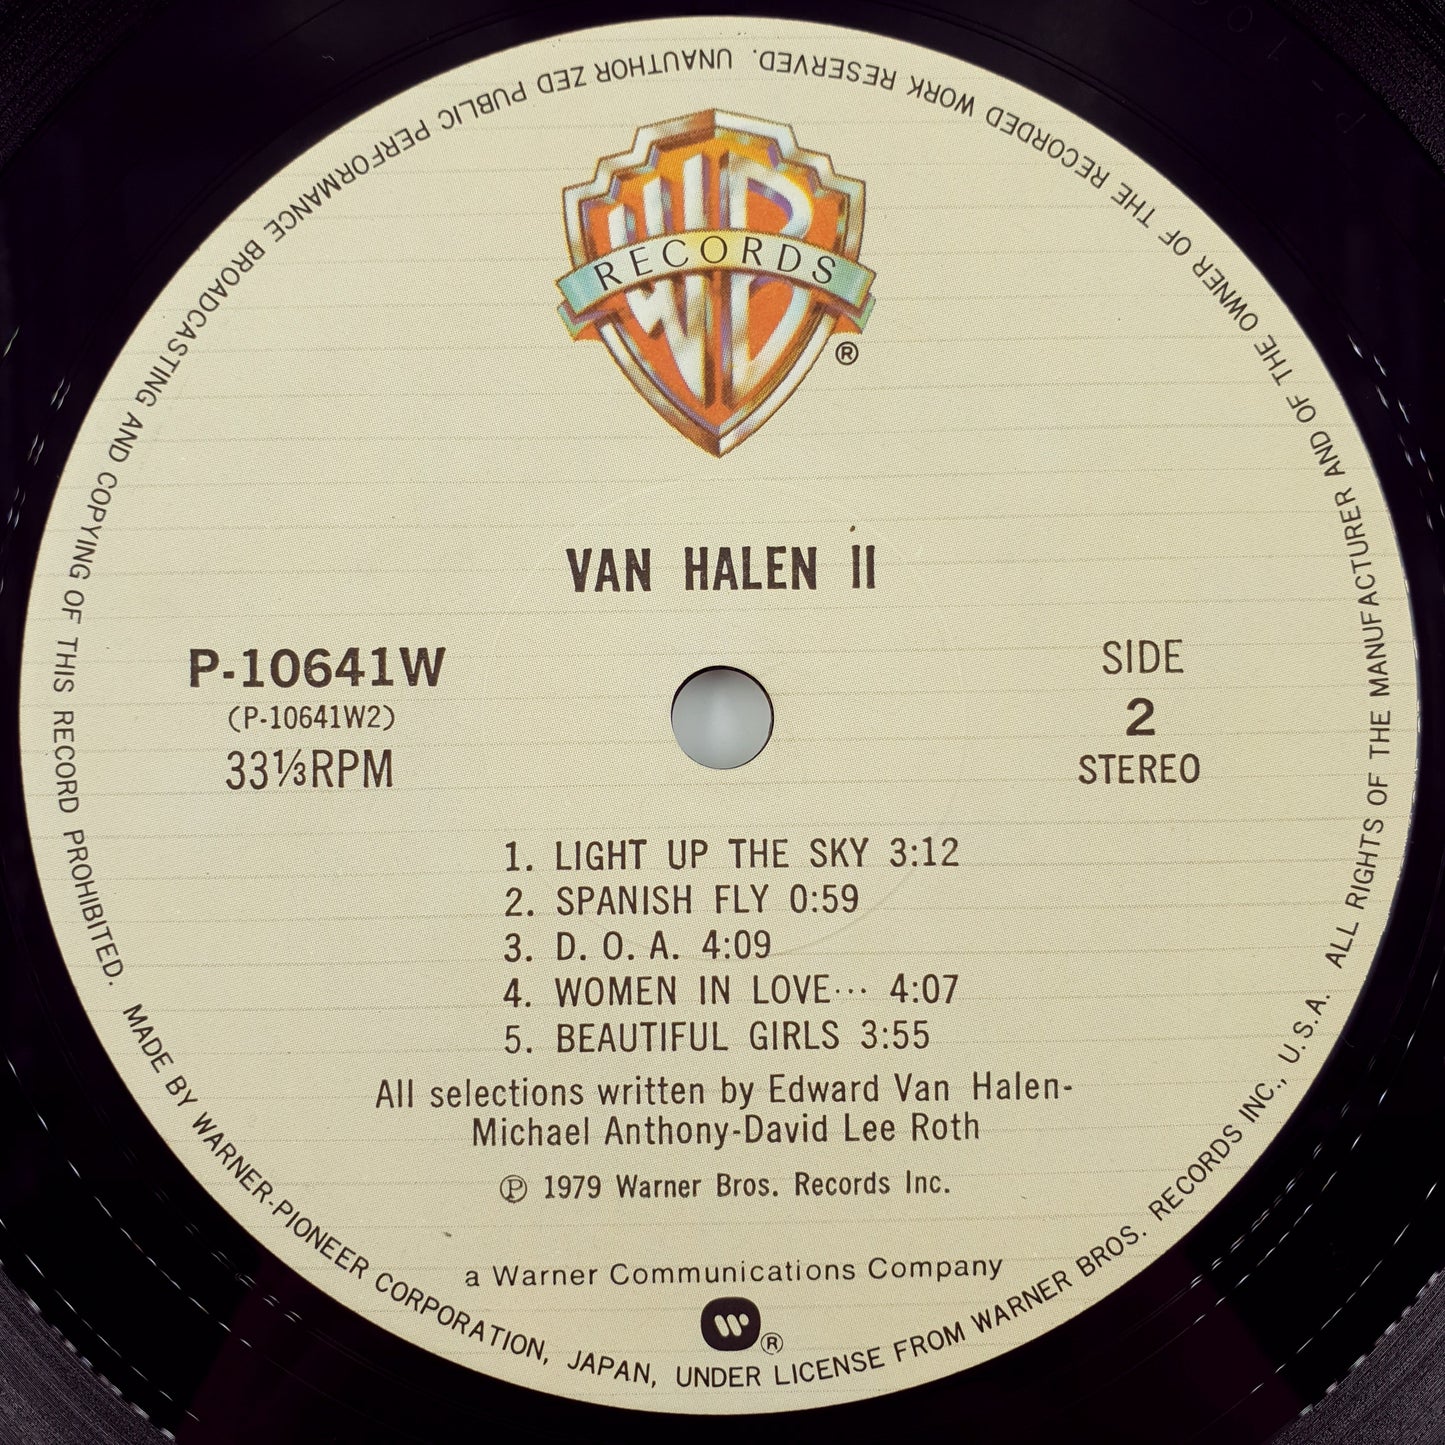 ALL RIGHTS OF THE MANUFACTURER AND OF THE OWNER OF THE RECORDED WORK RESERVED. UNAUTHOR ZED PUBLIC PERFORMANCE BROADCASTING AND COPYING OF THIS RECORD PROHIBITED.
WB
RECORDS
®
VAN HALEN II
P-10641W
(P-10641W2)
33⅓RPM
SIDE
2
STEREO
1. LIGHT UP THE SKY 3:12
2. SPANISH FLY 0:59
3. D. O. A. 4:09
4. WOMEN IN LOVE··· 4:07
5. BEAUTIFUL GIRLS 3:55
All selections written by Edward Van Halen-
Michael Anthony-David Lee Roth
℗ 1979 Warner Bros. Records Inc.
a Warner Communications Company
®
MADE BY WARNER-PIONEER CORPORATION, JAPAN, UNDER LICENSE FROM WARNER BROS. RECORDS INC., U.S.A.